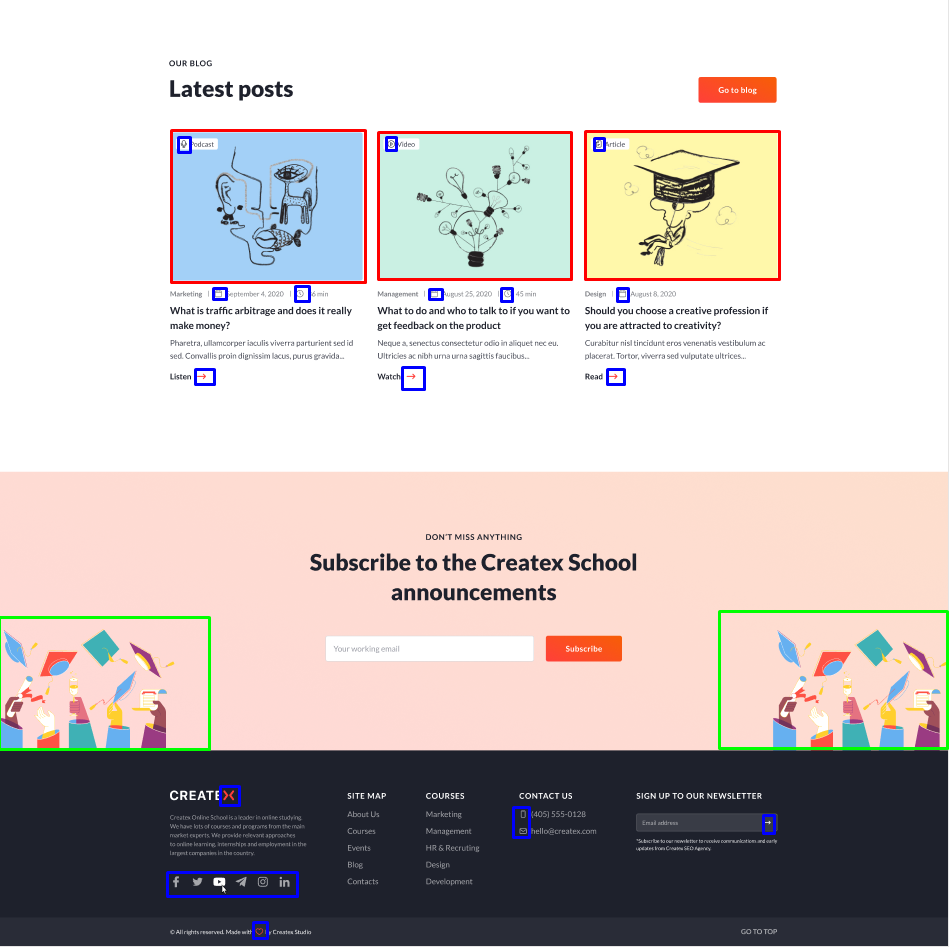 OUR BLOG
Latest posts
Go to blog
Podcast
Video
Article
Marketing | September 4, 2020 | 36 min
What is traffic arbitrage and does it really
make money?
Pharetra, ullamcorper iaculis viverra parturient sed id
sed. Convallis proin dignissim lacus, purus gravida...
Listen →
Management | August 25, 2020 | 45 min
What to do and who to talk to if you want to
get feedback on the product
Neque a, senectus consectetur odio in aliquet nec eu.
Ultricies ac nibh urna urna sagittis faucibus...
Watch →
Design | August 8, 2020
Should you choose a creative profession if
you are attracted to creativity?
Curabitur nisl tincidunt eros venenatis vestibulum ac
placerat. Tortor, viverra sed vulputate ultrices...
Read →
DON'T MISS ANYTHING
Subscribe to the Createx School
announcements
Your working email
Subscribe
CREATEX
Createx Online School is a leader in online studying.
We have lots of courses and programs from the main
market experts. We provide relevant approaches
to online learning, internships and employment in the
largest companies in the country.
SITE MAP
About Us
Courses
Events
Blog
Contacts
COURSES
Marketing
Management
HR & Recruting
Design
Development
CONTACT US
(405) 555-0128
hello@createx.com
SIGN UP TO OUR NEWSLETTER
Email address →
*Subscribe to our newsletter to receive communications and early
updates from Createx SEO Agency.
© All rights reserved. Made with by Createx Studio
GO TO TOP